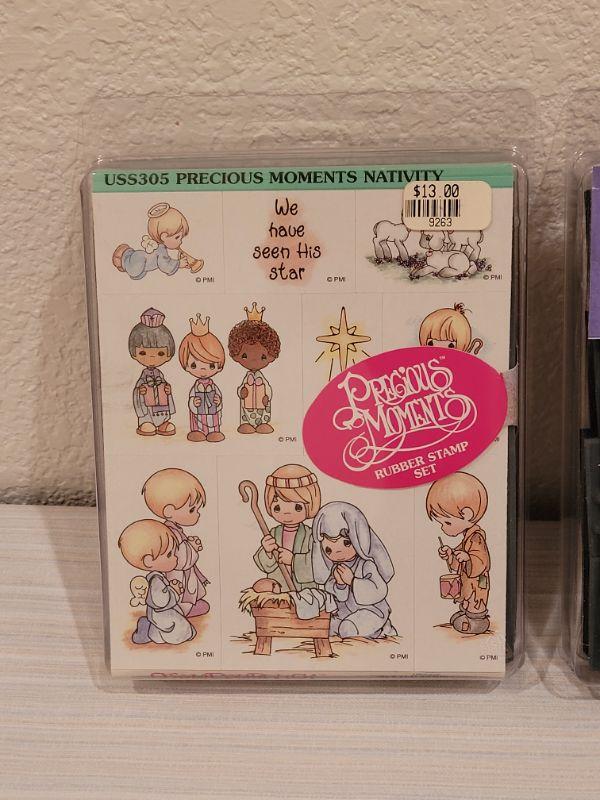 USS305 PRECIOUS MOMENTS NATIVITY
$13.00
9263
We
have
seen His
star
© PMI
© PMI
© PMI
© PMI
PRECIOUS
MOMENTS™
RUBBER STAMP
SET
© PMI
© PMI
© PMI